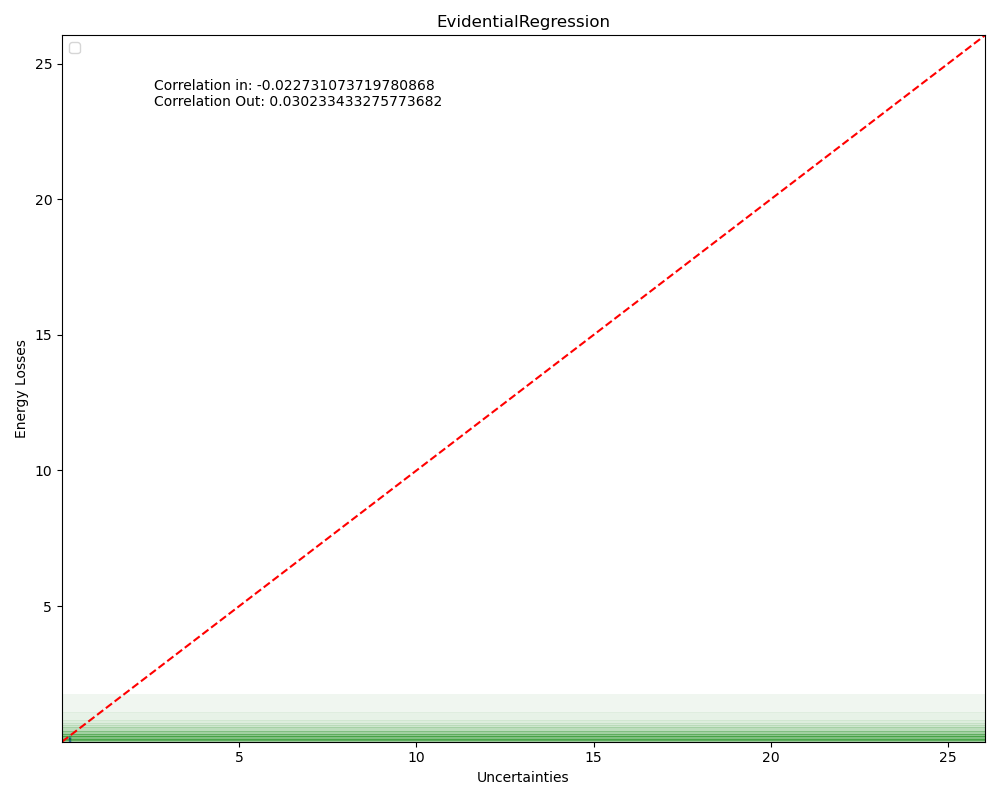 EvidentialRegression
25
Correlation in: -0.022731073719780868
Correlation Out: 0.030233433275773682
20
15
10
5
Energy Losses
5 10 15 20 25
Uncertainties